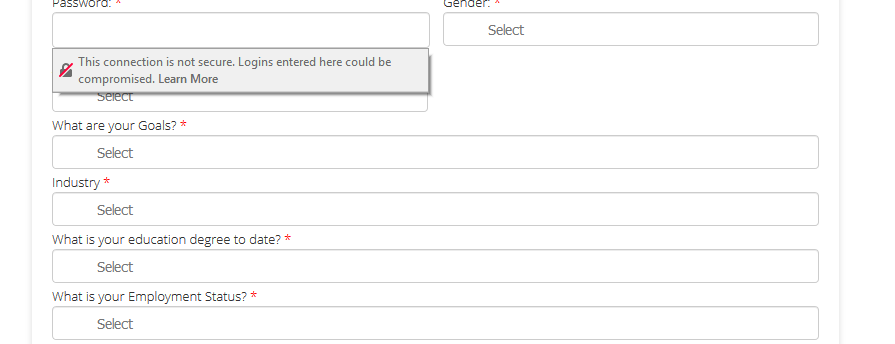 Password: *
Gender: *
Select
This connection is not secure. Logins entered here could be
compromised. Learn More
Select
What are your Goals? *
Select
Industry *
Select
What is your education degree to date? *
Select
What is your Employment Status? *
Select